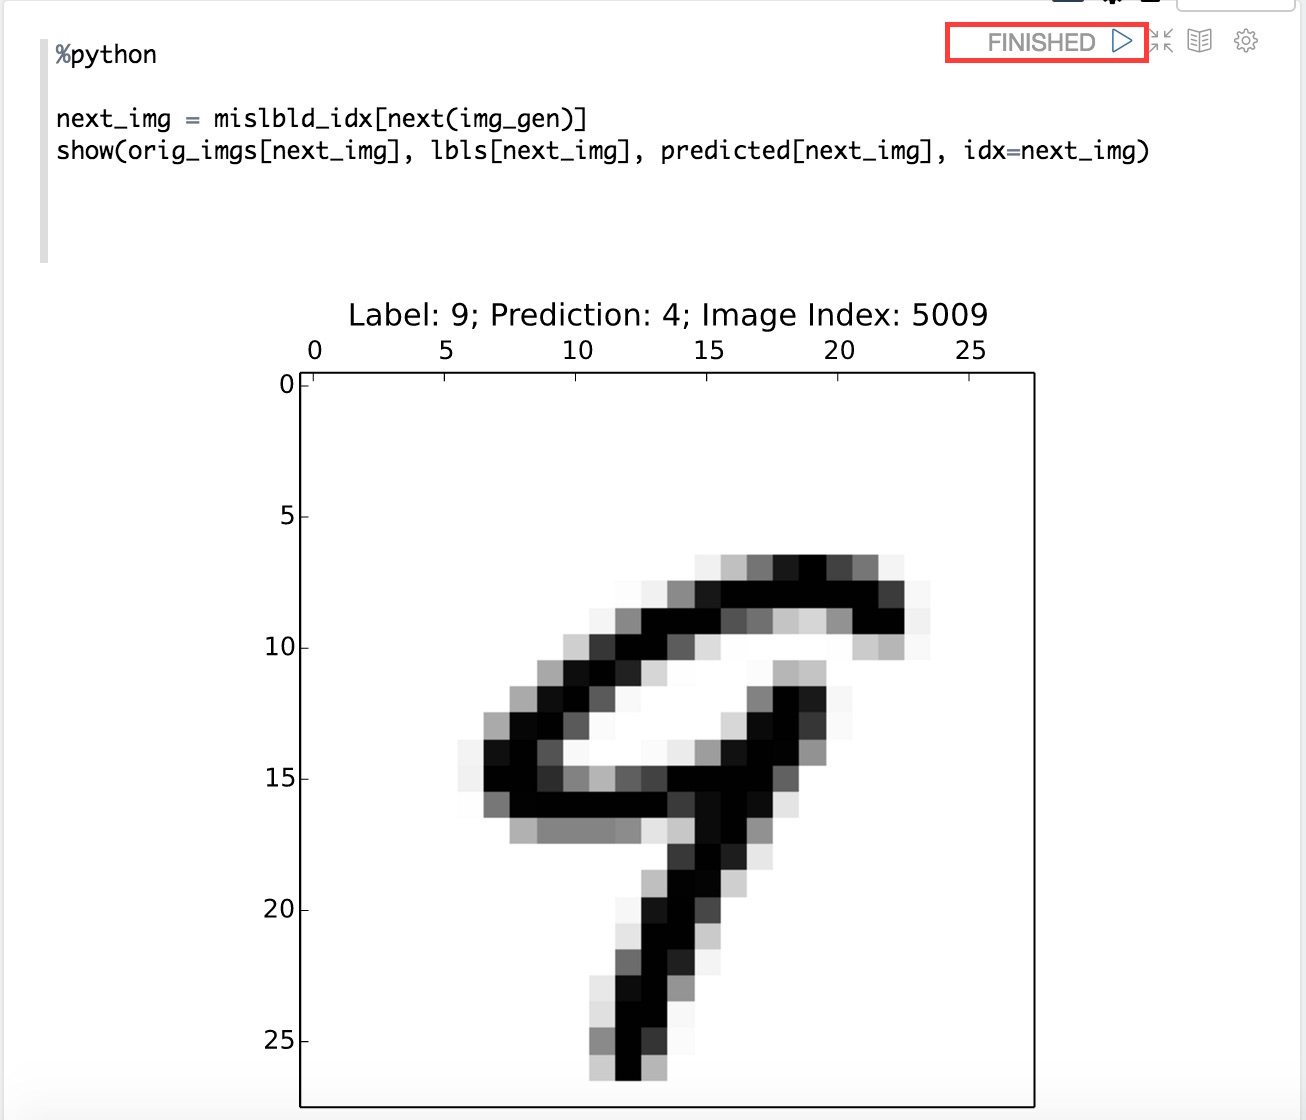 FINISHED
%python
next_img = mislbld_idx[next(img_gen)]
show(orig_imgs[next_img], lbls[next_img], predicted[next_img], idx=next_img)
Label: 9; Prediction: 4; Image Index: 5009
0 5 10 15 20 25
0
5
10
15
20
25